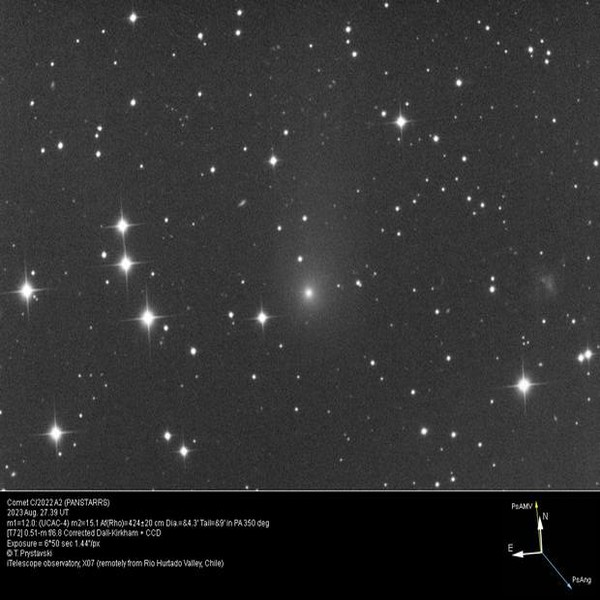 Comet C/2022 A2 (PANSTARRS)
2023 Aug. 27.39 UT
m1=12.0: (UCAC-4) m2=15.1 Af(Rho)=424±20 cm Dia.=&4.3' Tail=&9' in PA 350 deg
[T72] 0.51-m f/6.8 Corrected Dall-Kirkham + CCD
Exposure = 6*50 sec 1.44"/px
© T. Prystavski
iTelescope observatory, X07 (remotely from Rio Hurtado Valley, Chile)
PsAMV
N
E
PsAng